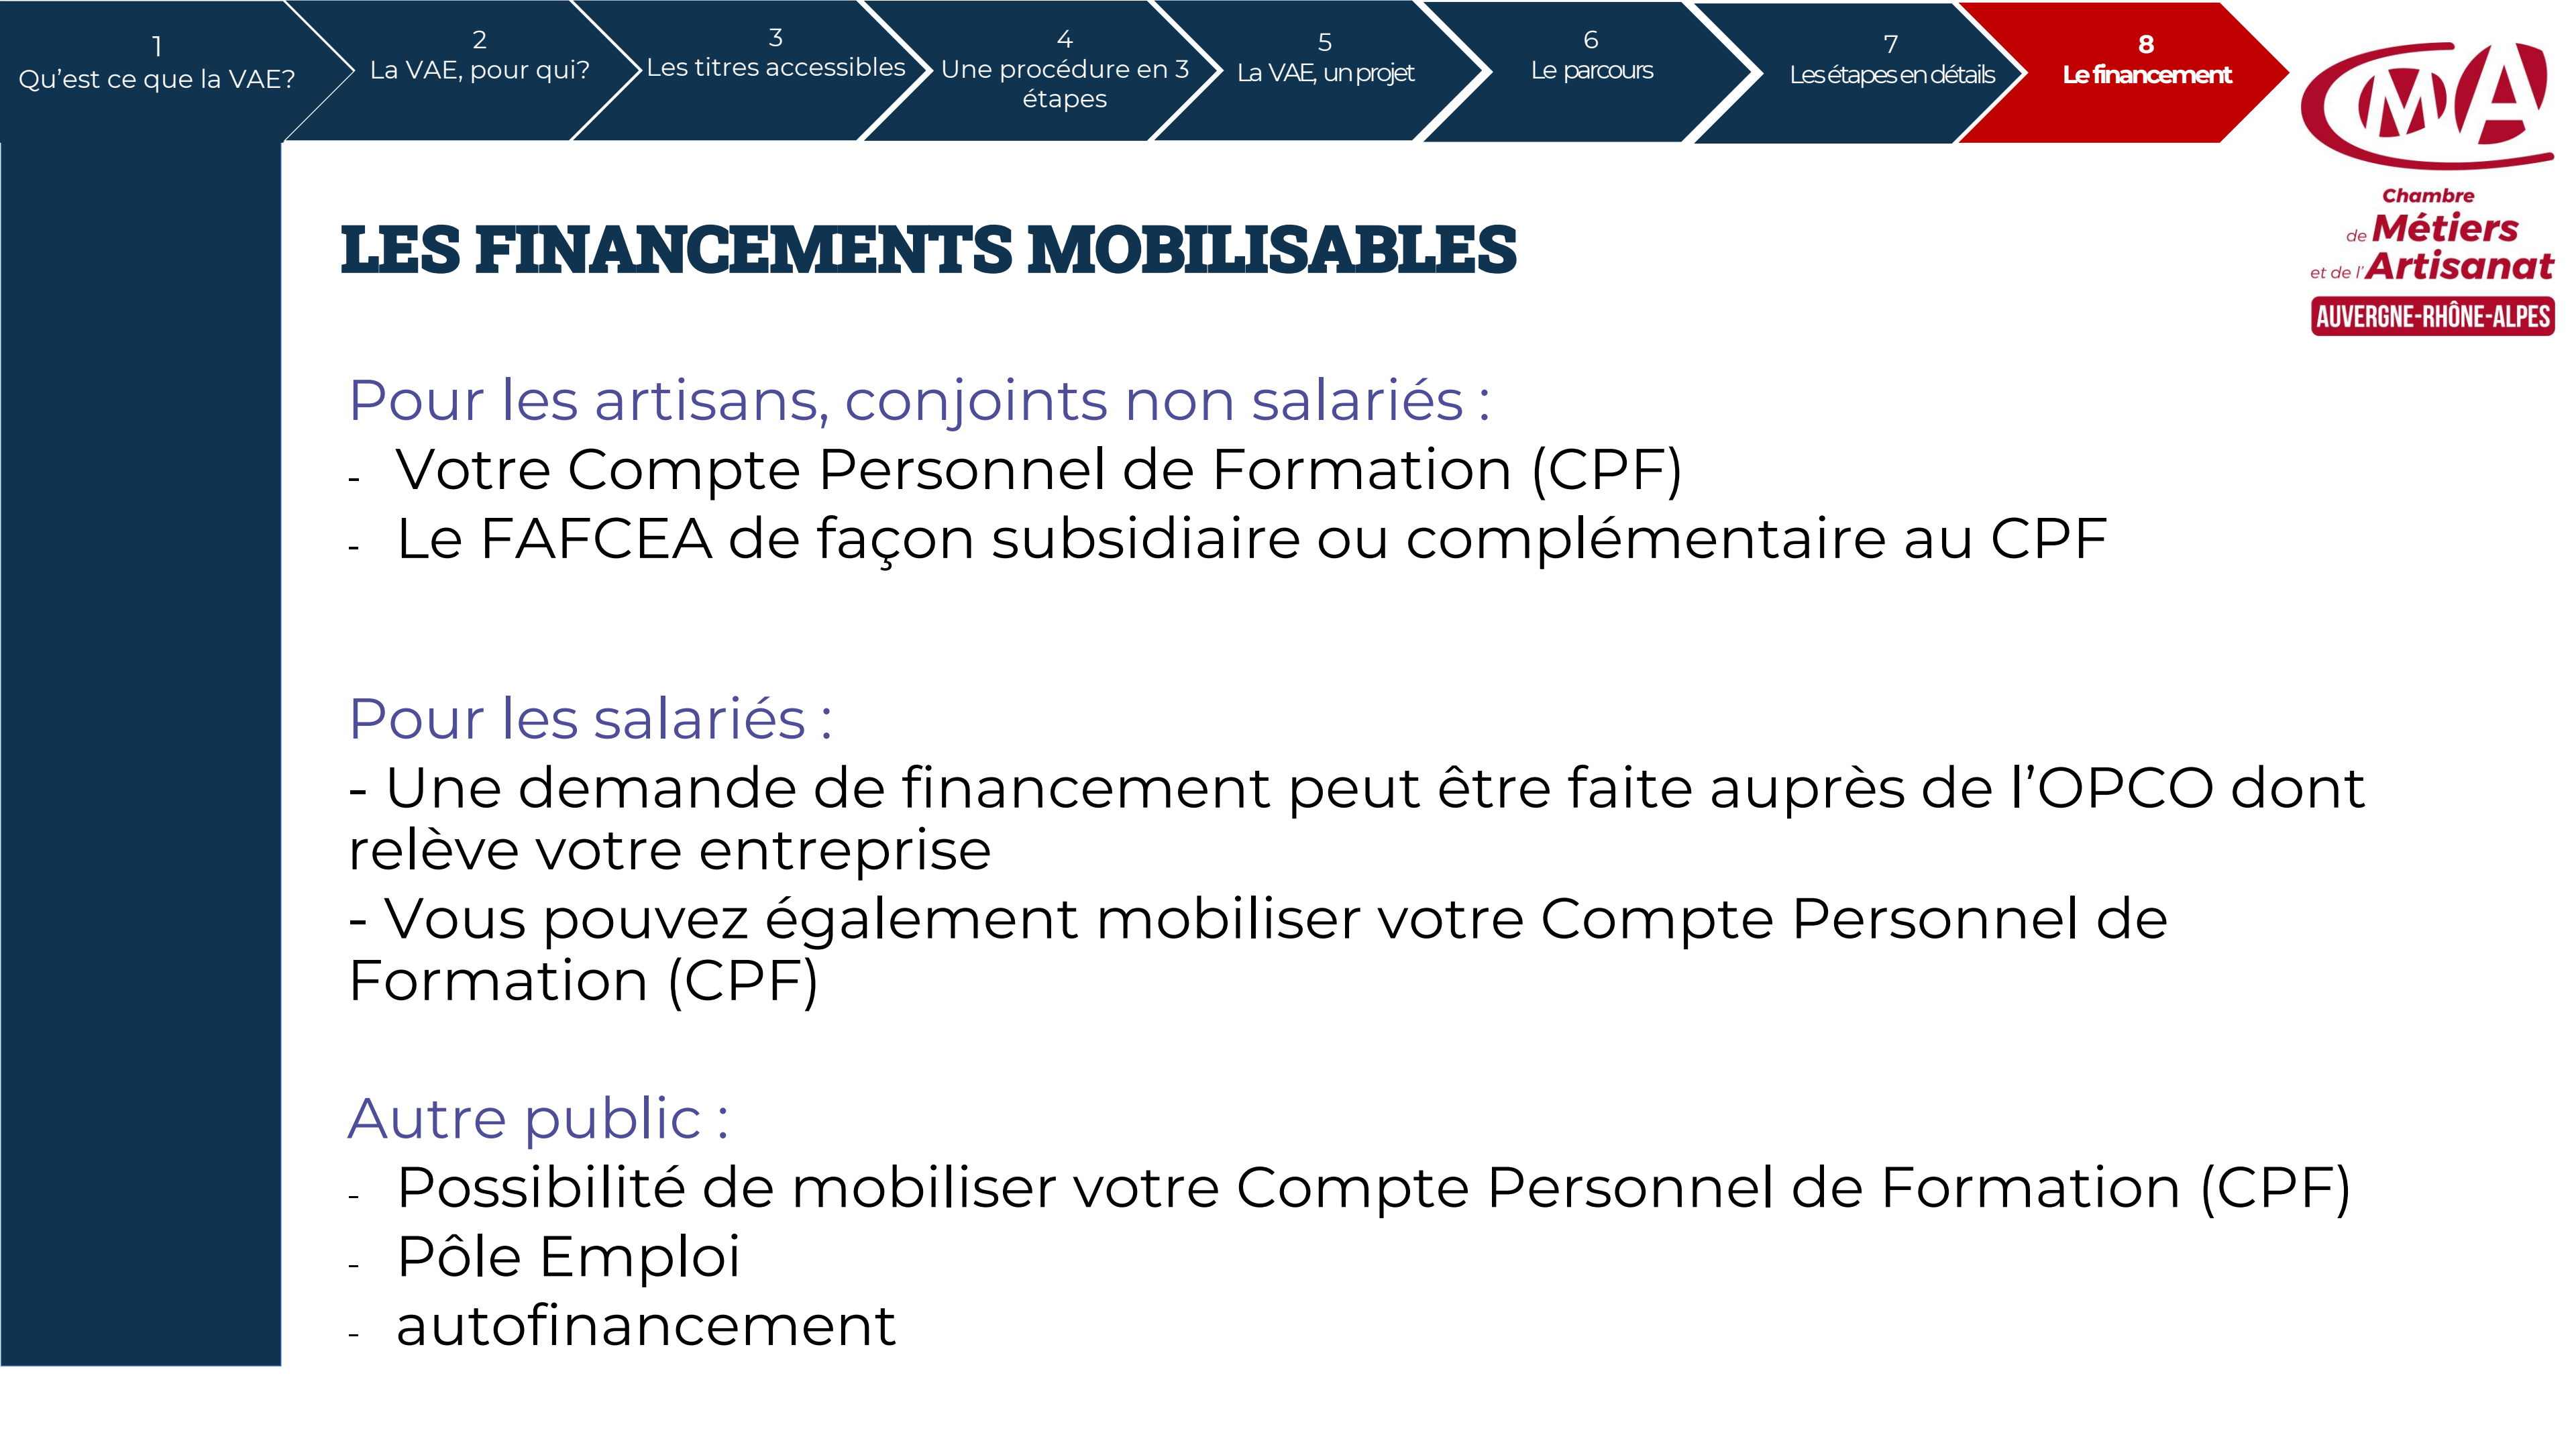 1
Qu’est ce que la VAE?
2
La VAE, pour qui?
3
Les titres accessibles
4
Une procédure en 3
étapes
5
La VAE, un projet
6
Le parcours
7
Les étapes en détails
8
Le financement
CMA
Chambre
de Métiers
et de l’Artisanat
AUVERGNE-RHÔNE-ALPES
LES FINANCEMENTS MOBILISABLES
Pour les artisans, conjoints non salariés :
- Votre Compte Personnel de Formation (CPF)
- Le FAFCEA de façon subsidiaire ou complémentaire au CPF
Pour les salariés :
- Une demande de financement peut être faite auprès de l’OPCO dont
relève votre entreprise
- Vous pouvez également mobiliser votre Compte Personnel de
Formation (CPF)
Autre public :
- Possibilité de mobiliser votre Compte Personnel de Formation (CPF)
- Pôle Emploi
- autofinancement